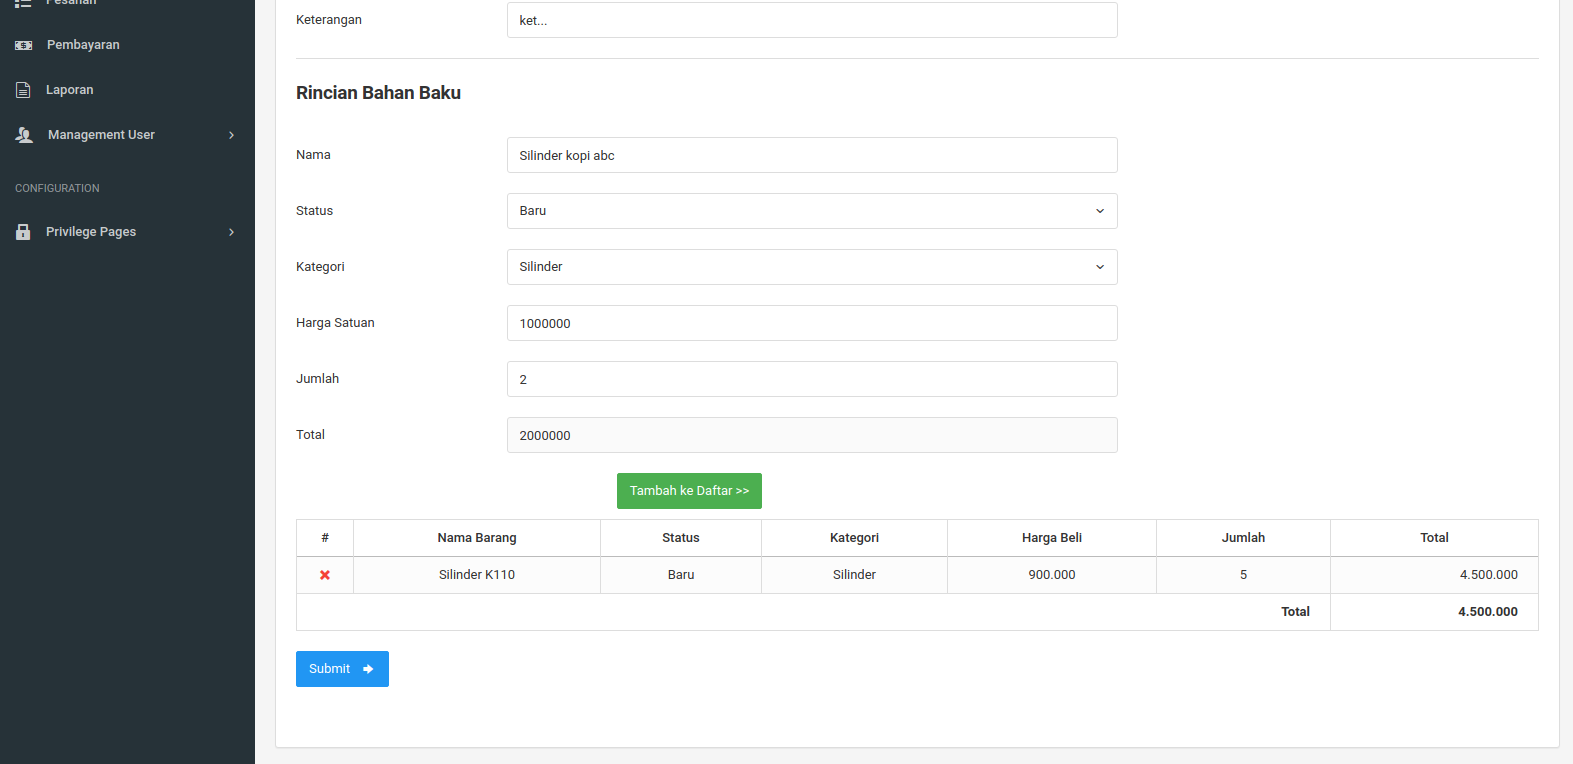 Pesanan
Pembayaran
Laporan
Management User
CONFIGURATION
Privilege Pages
Keterangan ket...
Rincian Bahan Baku
Nama Silinder kopi abc
Status Baru
Kategori Silinder
Harga Satuan 1000000
Jumlah 2
Total 2000000
Tambah ke Daftar >>
# Nama Barang Status Kategori Harga Beli Jumlah Total
Silinder K110 Baru Silinder 900.000 5 4.500.000
Total 4.500.000
Submit